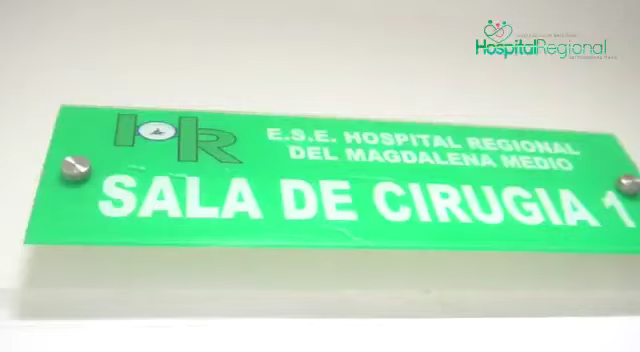 HospitalRegional
HR
E.S.E. HOSPITAL REGIONAL
DEL MAGDALENA MEDIO
SALA DE CIRUGIA 1